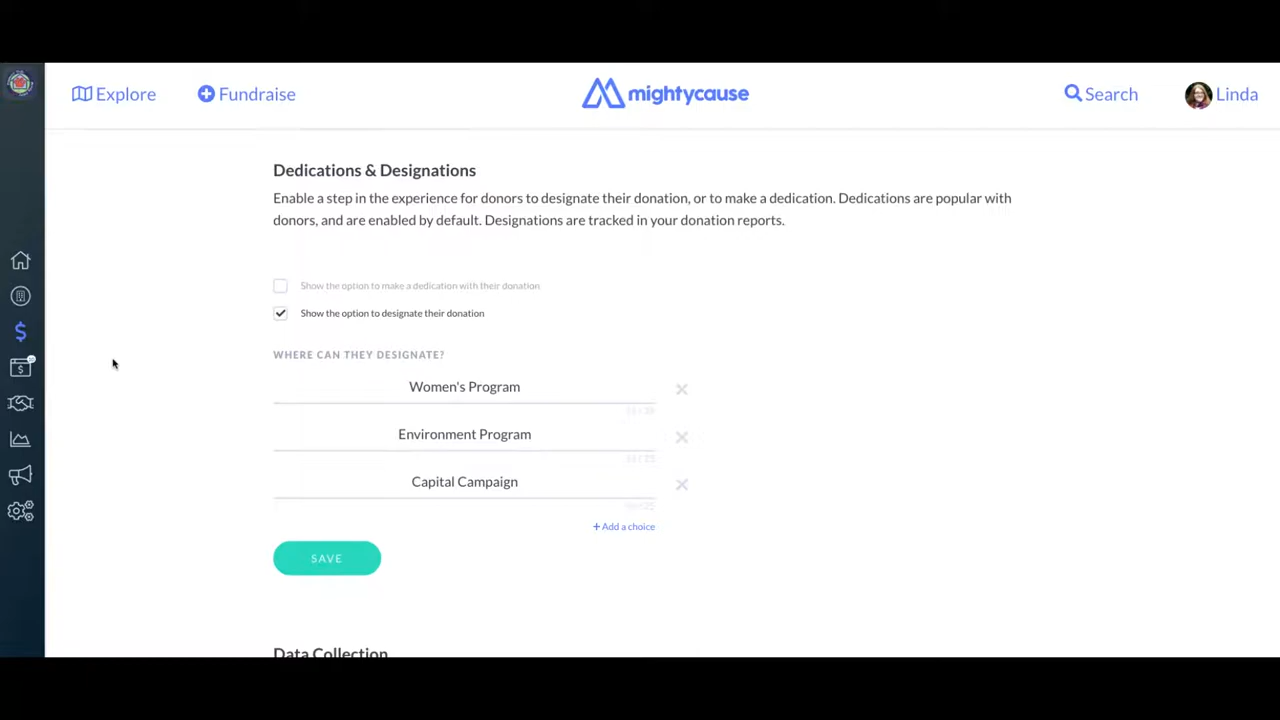 Explore
Fundraise
mightycause
Search
Linda
Dedications & Designations
Enable a step in the experience for donors to designate their donation, or to make a dedication. Dedications are popular with
donors, and are enabled by default. Designations are tracked in your donation reports.
Show the option to make a dedication with their donation
Show the option to designate their donation
WHERE CAN THEY DESIGNATE?
Women's Program
Environment Program
Capital Campaign
+ Add a choice
SAVE
Data Collection